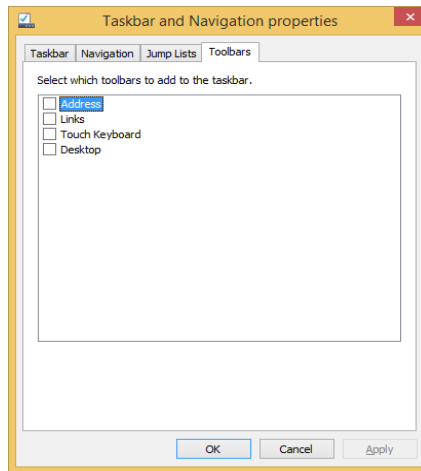 Taskbar and Navigation properties
Taskbar Navigation Jump Lists Toolbars
Select which toolbars to add to the taskbar.
Address
Links
Touch Keyboard
Desktop
OK Cancel Apply